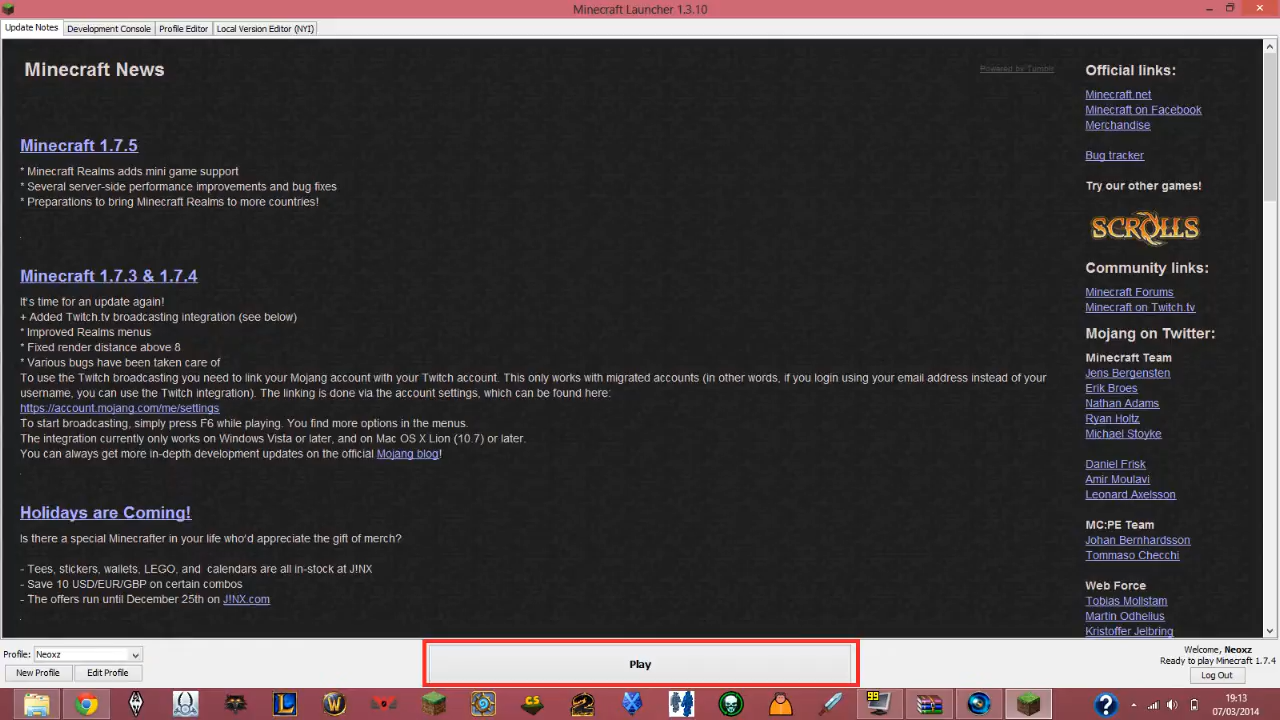 Minecraft Launcher 1.3.10
Update Notes
Development Console
Profile Editor
Local Version Editor (NYI)
Minecraft News
Powered by Tumblr
Minecraft 1.7.5
* Minecraft Realms adds mini game support
* Several server-side performance improvements and bug fixes
* Preparations to bring Minecraft Realms to more countries!
.
Minecraft 1.7.3 & 1.7.4
It's time for an update again!
+ Added Twitch.tv broadcasting integration (see below)
* Improved Realms menus
* Fixed render distance above 8
* Various bugs have been taken care of
To use the Twitch broadcasting you need to link your Mojang account with your Twitch account. This only works with migrated accounts (in other words, if you login using your email address instead of your
username, you can use the Twitch integration). The linking is done via the account settings, which can be found here:
https://account.mojang.com/me/settings
To start broadcasting, simply press F6 while playing. You find more options in the menus.
The integration currently only works on Windows Vista or later, and on Mac OS X Lion (10.7) or later.
You can always get more in-depth development updates on the official Mojang blog!
.
Holidays are Coming!
Is there a special Minecrafter in your life who'd appreciate the gift of merch?
- Tees, stickers, wallets, LEGO, and calendars are all in-stock at J!NX
- Save 10 USD/EUR/GBP on certain combos
- The offers run until December 25th on J!NX.com
.
Official links:
Minecraft.net
Minecraft on Facebook
Merchandise
Bug tracker
Try our other games!
SCROLLS
Community links:
Minecraft Forums
Minecraft on Twitch.tv
Mojang on Twitter:
Minecraft Team
Jens Bergensten
Erik Broes
Nathan Adams
Ryan Holtz
Michael Stoyke
Daniel Frisk
Amir Moulavi
Leonard Axelsson
MC:PE Team
Johan Bernhardsson
Tommaso Checchi
Web Force
Tobias Mollstam
Martin Odhelius
Kristoffer Jelbring
Profile: Neoxz
New Profile
Edit Profile
Play
Welcome, Neoxz
Ready to play Minecraft 1.7.4
Log Out
CS
99
19:13
07/03/2014